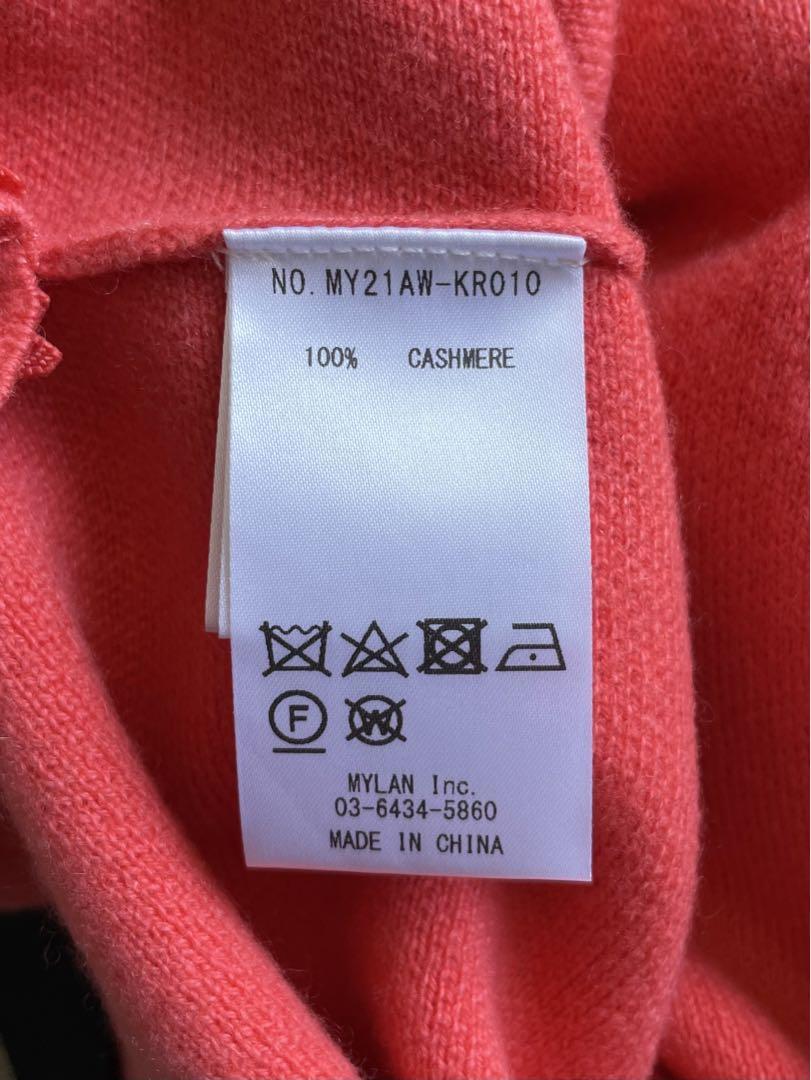 NO. MY21AW-KR010
100% CASHMERE
F W
MYLAN Inc.
03-6434-5860
MADE IN CHINA